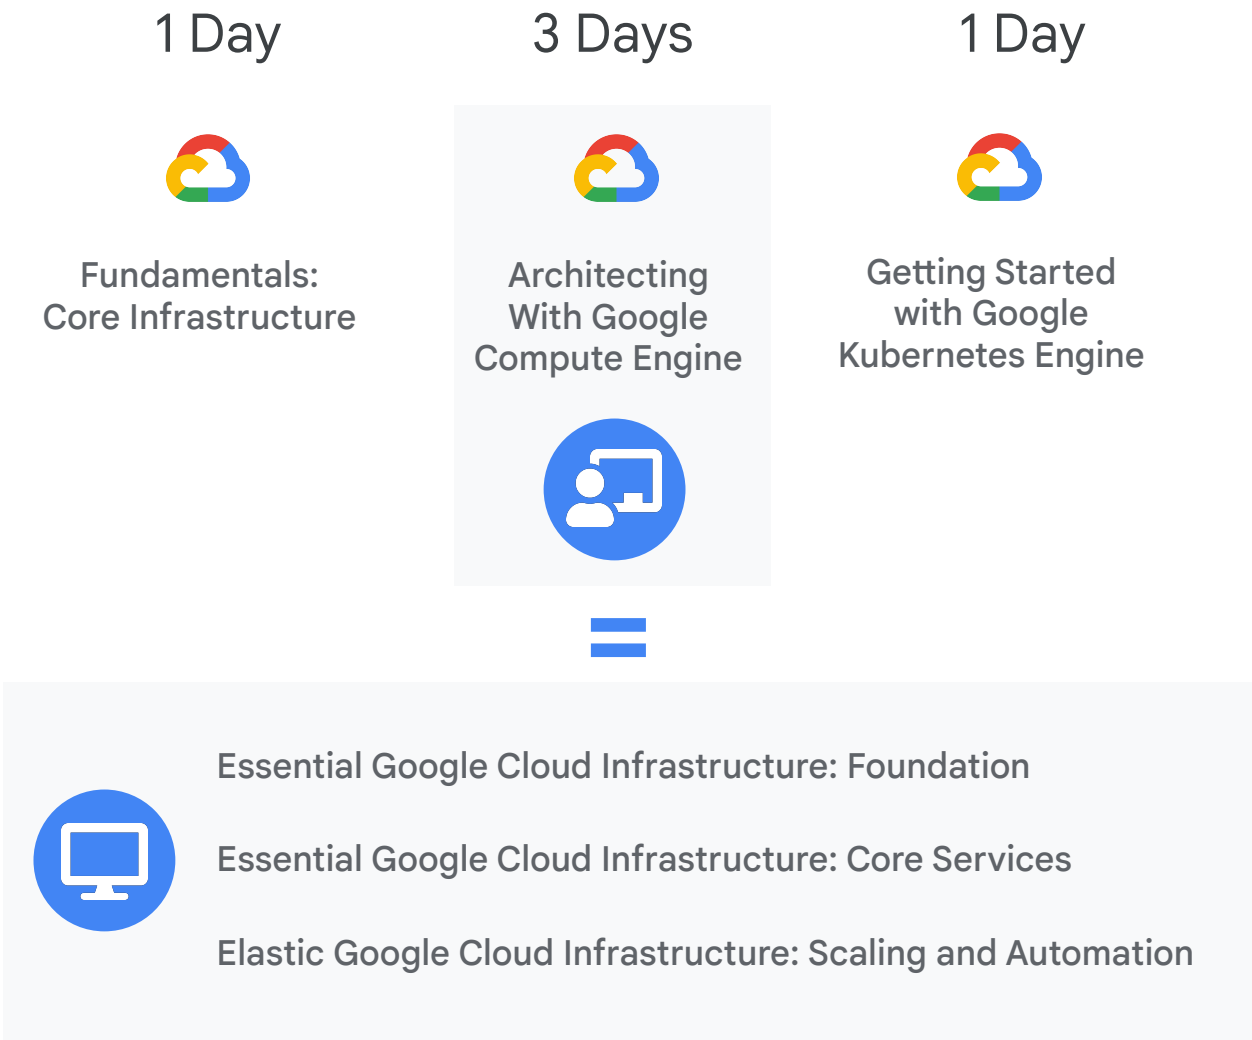 1 Day
3 Days
1 Day
Fundamentals:
Core Infrastructure
Architecting
With Google
Compute Engine
Getting Started
with Google
Kubernetes Engine
Essential Google Cloud Infrastructure: Foundation
Essential Google Cloud Infrastructure: Core Services
Elastic Google Cloud Infrastructure: Scaling and Automation